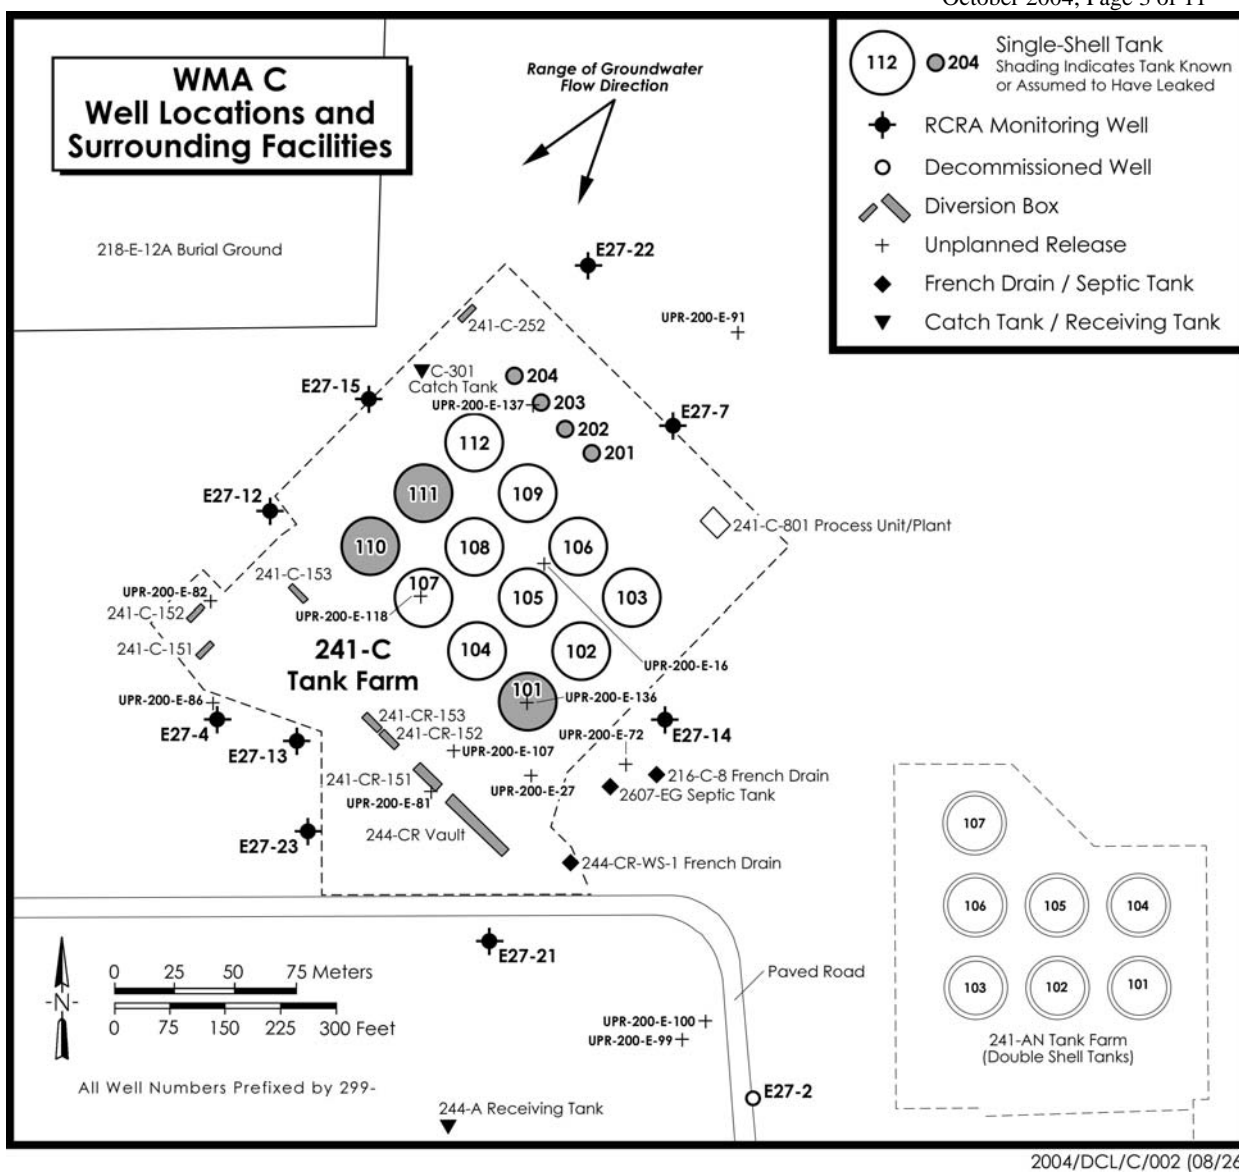 October 2004, Page 3 of 11
WMA C
Well Locations and
Surrounding Facilities
Range of Groundwater
Flow Direction
112
204
Single-Shell Tank
Shading Indicates Tank Known
or Assumed to Have Leaked
RCRA Monitoring Well
Decommissioned Well
Diversion Box
Unplanned Release
French Drain / Septic Tank
Catch Tank / Receiving Tank
218-E-12A Burial Ground
E27-22
241-C-252
UPR-200-E-91
C-301
Catch Tank
204
E27-15
UPR-200-E-137
203
E27-7
202
112
201
111
109
E27-12
241-C-801 Process Unit/Plant
110
108
106
241-C-153
107
UPR-200-E-82
105
103
241-C-152
UPR-200-E-118
241-C-151
241-C
Tank Farm
104
102
UPR-200-E-16
101
UPR-200-E-136
UPR-200-E-86
E27-4
241-CR-153
241-CR-152
UPR-200-E-72
E27-14
E27-13
UPR-200-E-107
241-CR-151
216-C-8 French Drain
UPR-200-E-27
2607-EG Septic Tank
UPR-200-E-81
244-CR Vault
E27-23
244-CR-WS-1 French Drain
107
106
105
104
E27-21
0 25 50 75 Meters
Paved Road
103
102
101
-N-
0 75 150 225 300 Feet
UPR-200-E-100
UPR-200-E-99
241-AN Tank Farm
(Double Shell Tanks)
All Well Numbers Prefixed by 299-
E27-2
244-A Receiving Tank
2004/DCL/C/002 (08/26